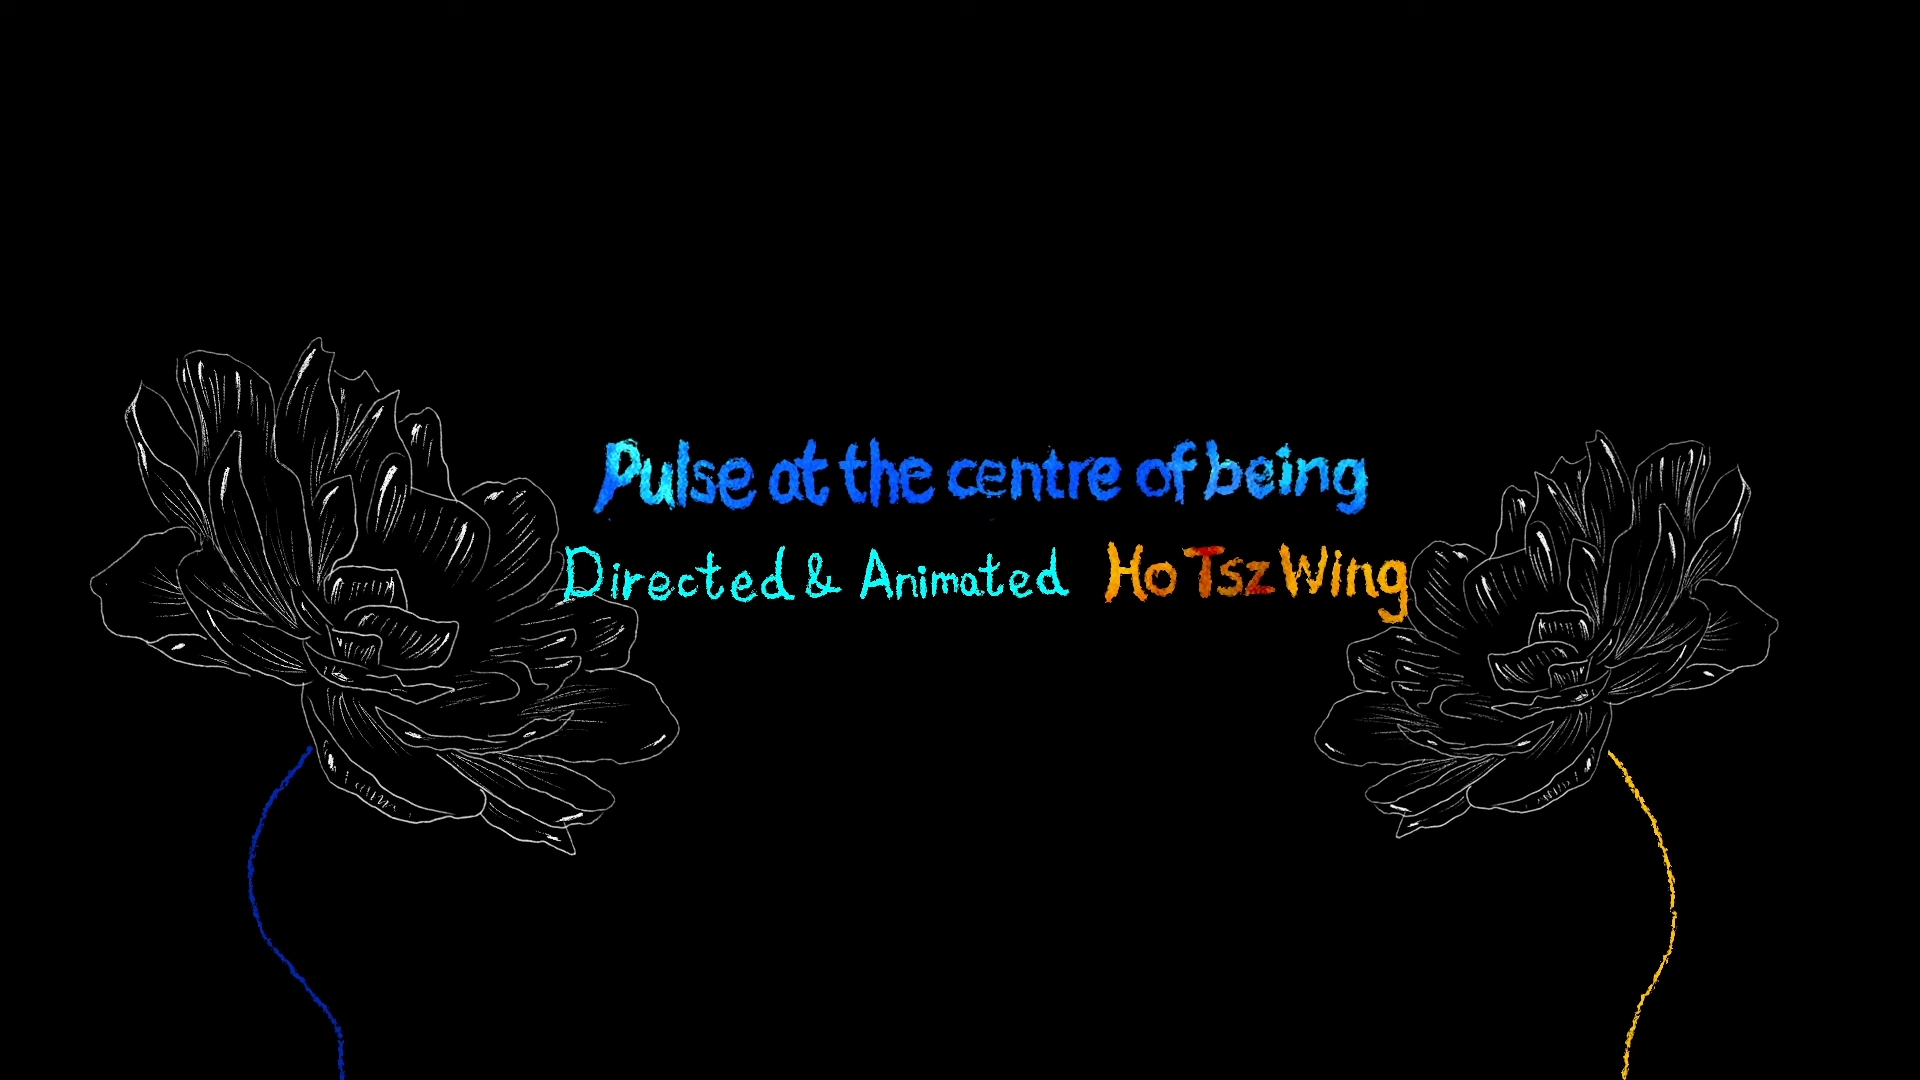 Pulse at the centre of being
Directed & Animated Ho Tsz Wing